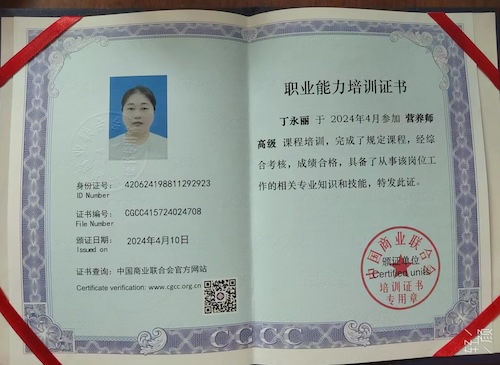 身份证号：
420624198811292923
ID Number
证书编号：
CGCC415724024708
File Number
颁证日期：
2024年4月10日
Issued on
证书查询：中国商业联合会官方网站
Certificate verification: www.cgcc.org.cn
职业能力培训证书
丁永丽 于 2024年4月参加 营养师
高级 课程培训，完成了规定课程，经综
合考核，成绩合格，具备了从事该岗位工
作的相关专业知识和技能，特发此证。
中国商业联合会
颁证单位
Certified units
培训证书
专用章
CGCC
轻颜